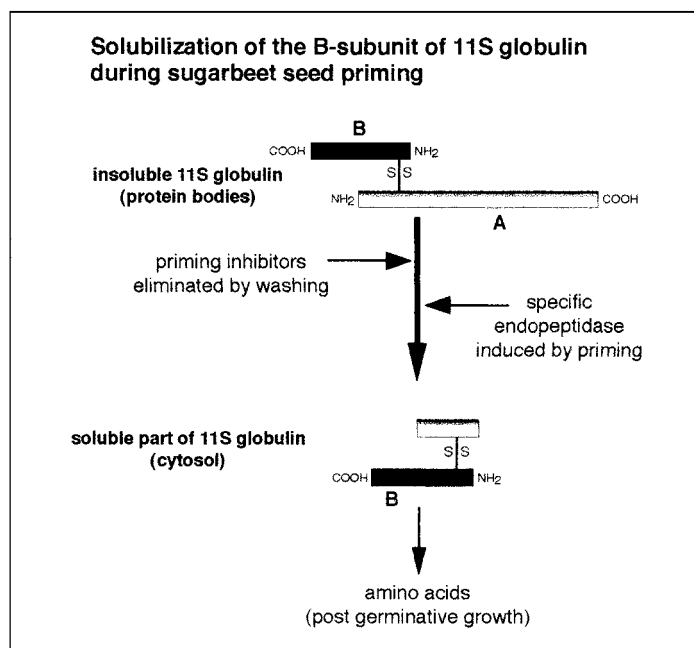 Solubilization of the B-subunit of 11S globulin
during sugarbeet seed priming
B
COOH NH2
S S
insoluble 11S globulin
(protein bodies)
NH2 COOH
A
priming inhibitors
eliminated by washing
specific
endopeptidase
induced by priming
soluble part of 11S globulin
(cytosol)
S S
COOH NH2
B
amino acids
(post germinative growth)